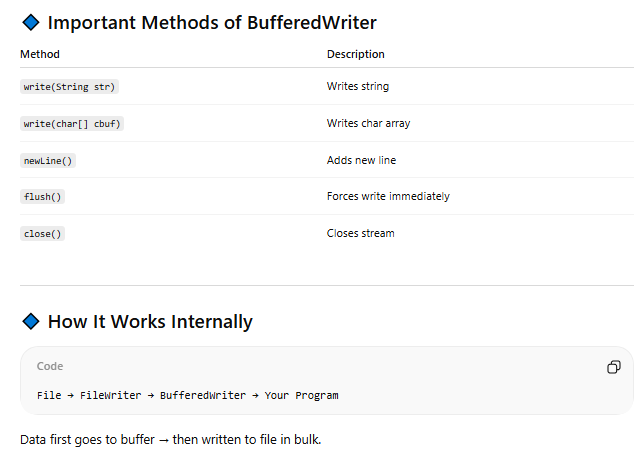 Important Methods of BufferedWriter
Method Description
write(String str) Writes string
write(char[] cbuf) Writes char array
newLine() Adds new line
flush() Forces write immediately
close() Closes stream
How It Works Internally
Code
File → FileWriter → BufferedWriter → Your Program
Data first goes to buffer → then written to file in bulk.